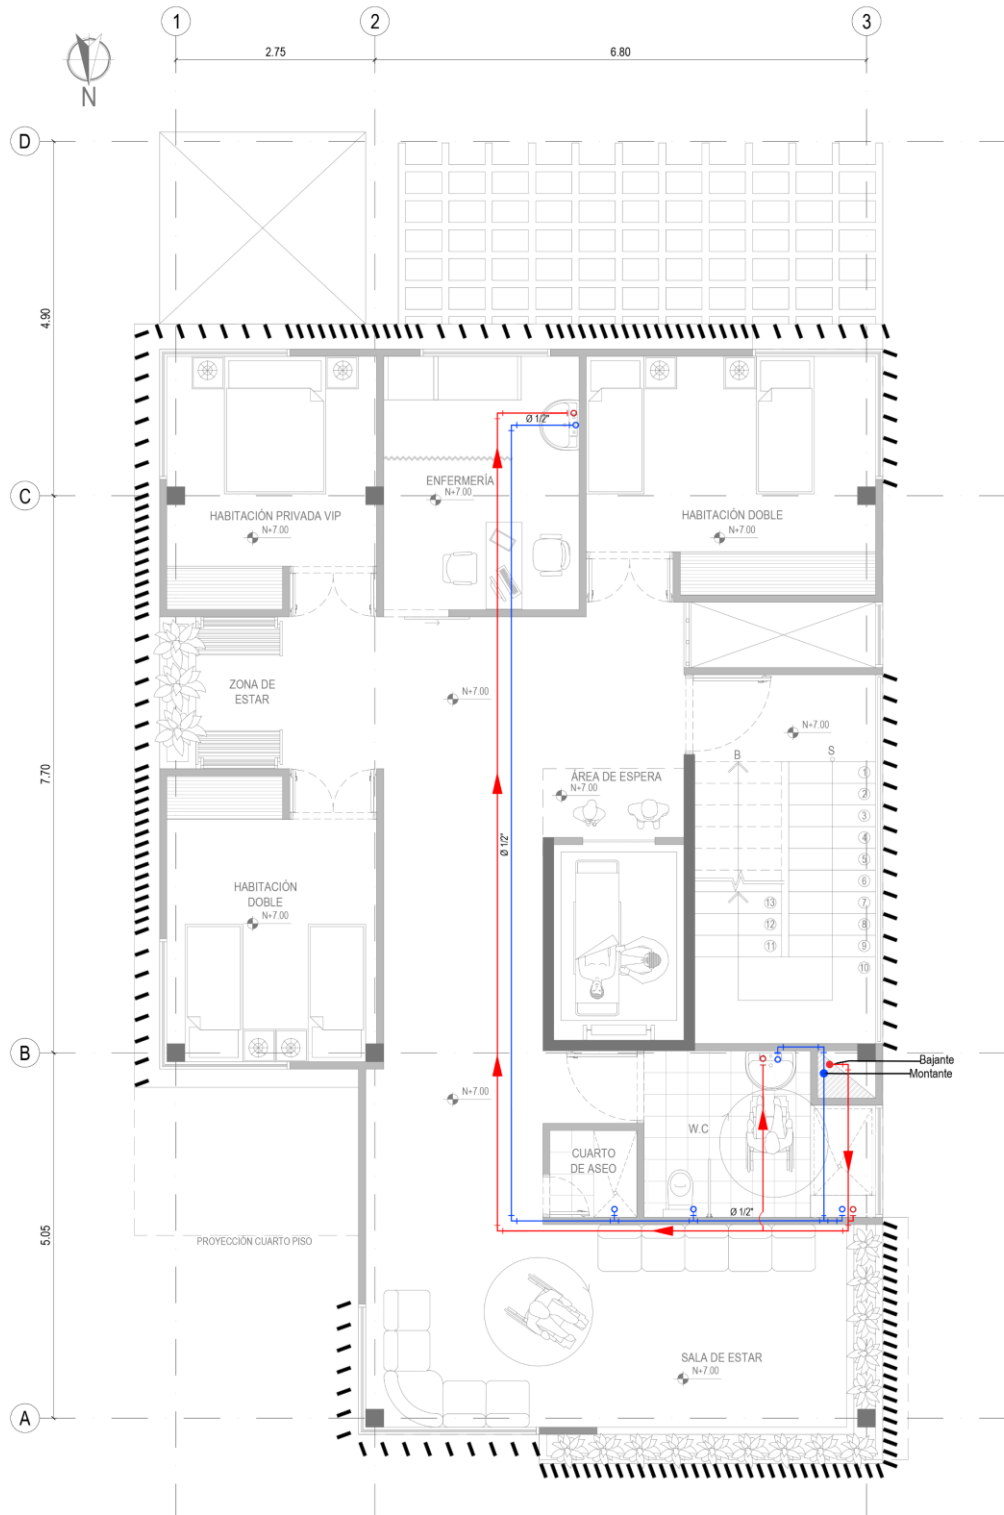 1
2
3
2.75
6.80
N
D
4.90
Ø 1/2"
ENFERMERÍA
N+7.00
C
HABITACIÓN PRIVADA VIP
N+7.00
HABITACIÓN DOBLE
N+7.00
ZONA DE
ESTAR
N+7.00
N+7.00
B
S
7.70
ÁREA DE ESPERA
N+7.00
1
2
3
4
5
6
7
8
9
10
13
12
11
Ø 1/2"
HABITACIÓN
DOBLE
N+7.00
B
Bajante
Montante
N+7.00
W.C
CUARTO
DE ASEO
Ø 1/2"
5.05
PROYECCIÓN CUARTO PISO
SALA DE ESTAR
N+7.00
A